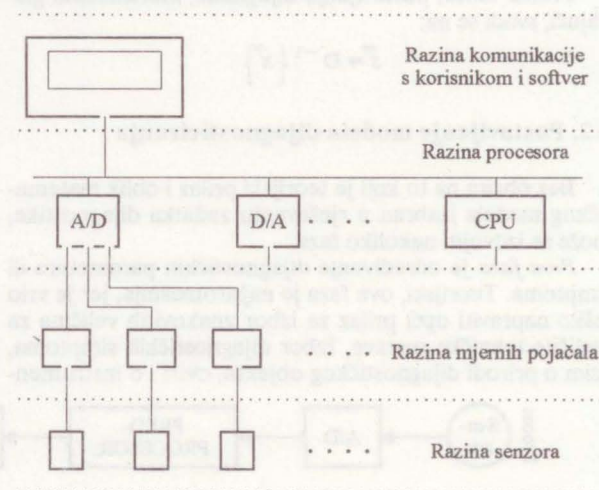 Razina komunikacije
s korisnikom i softver
Razina procesora
A/D
D/A
CPU
Razina mjernih pojačala
Razina senzora